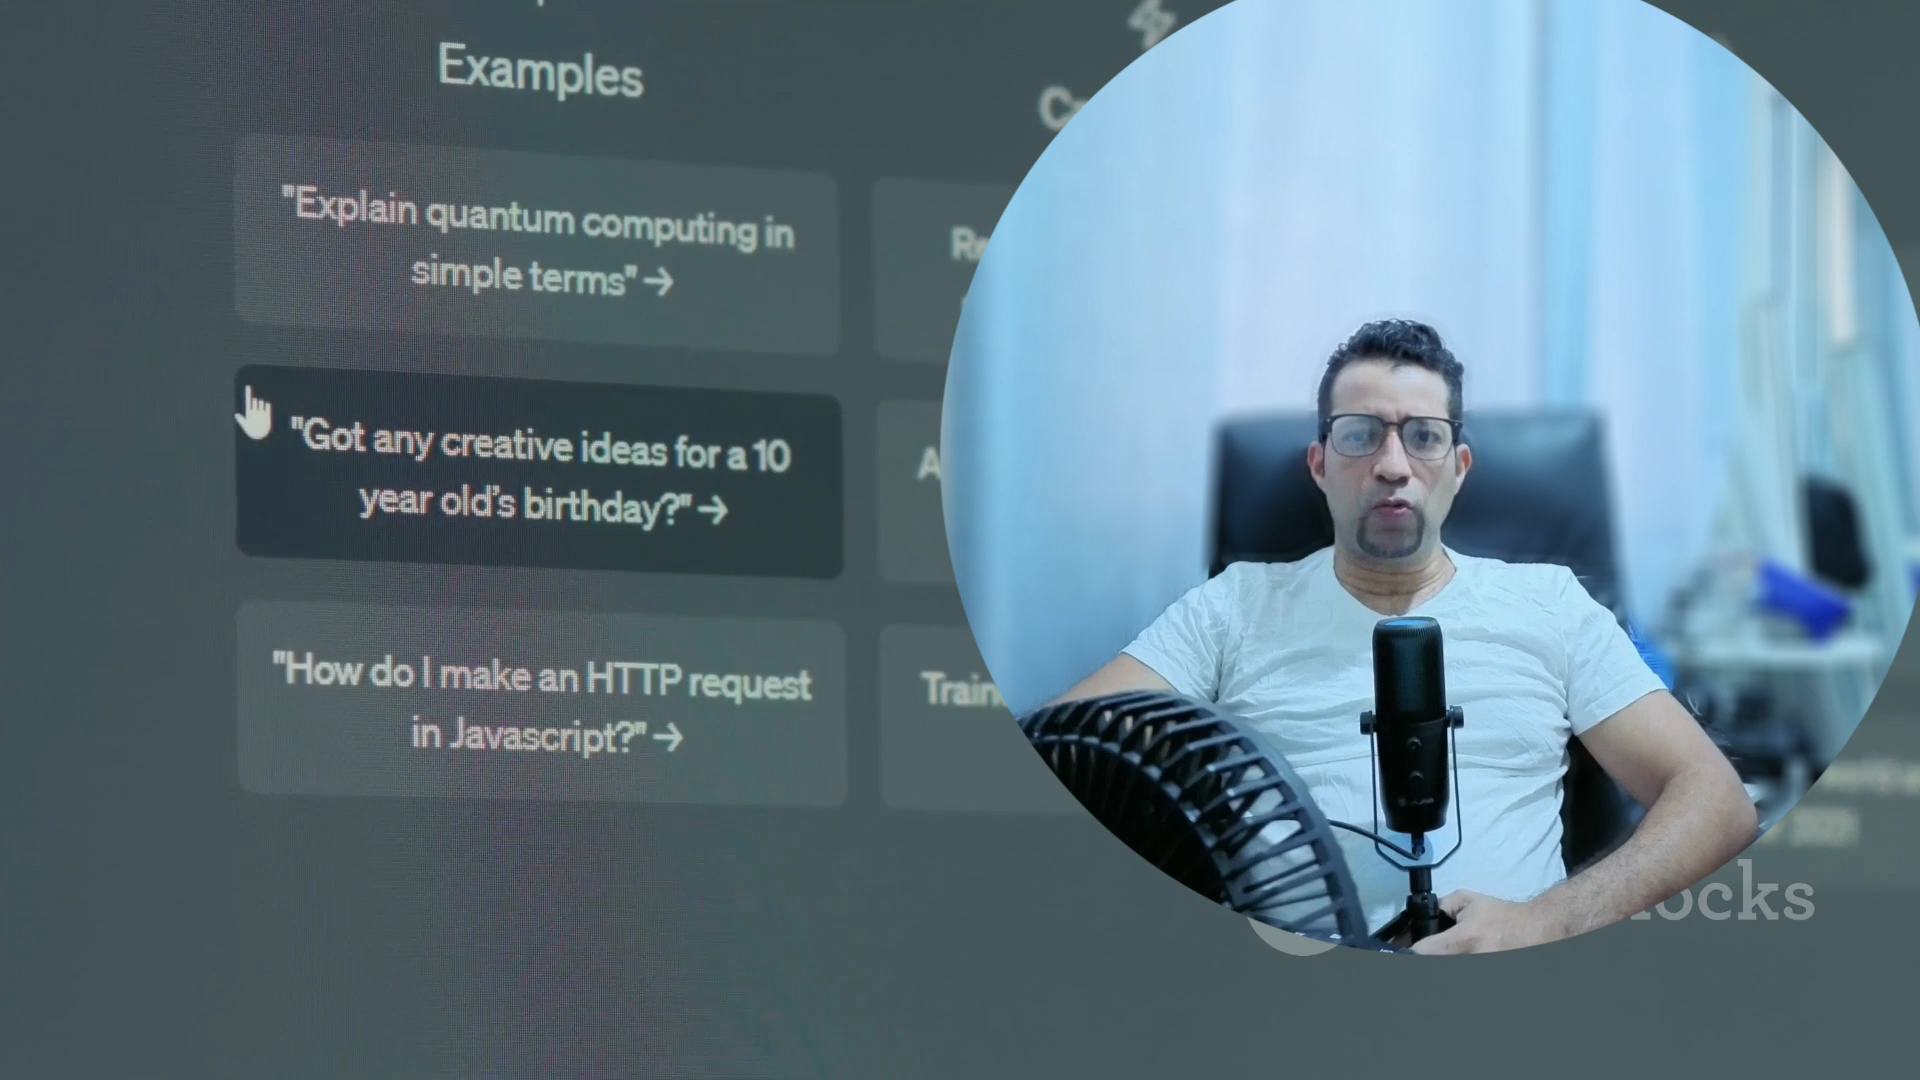 Examples
"Explain quantum computing in
simple terms" →
"Got any creative ideas for a 10
year old's birthday?" →
"How do I make an HTTP request
in Javascript?" →